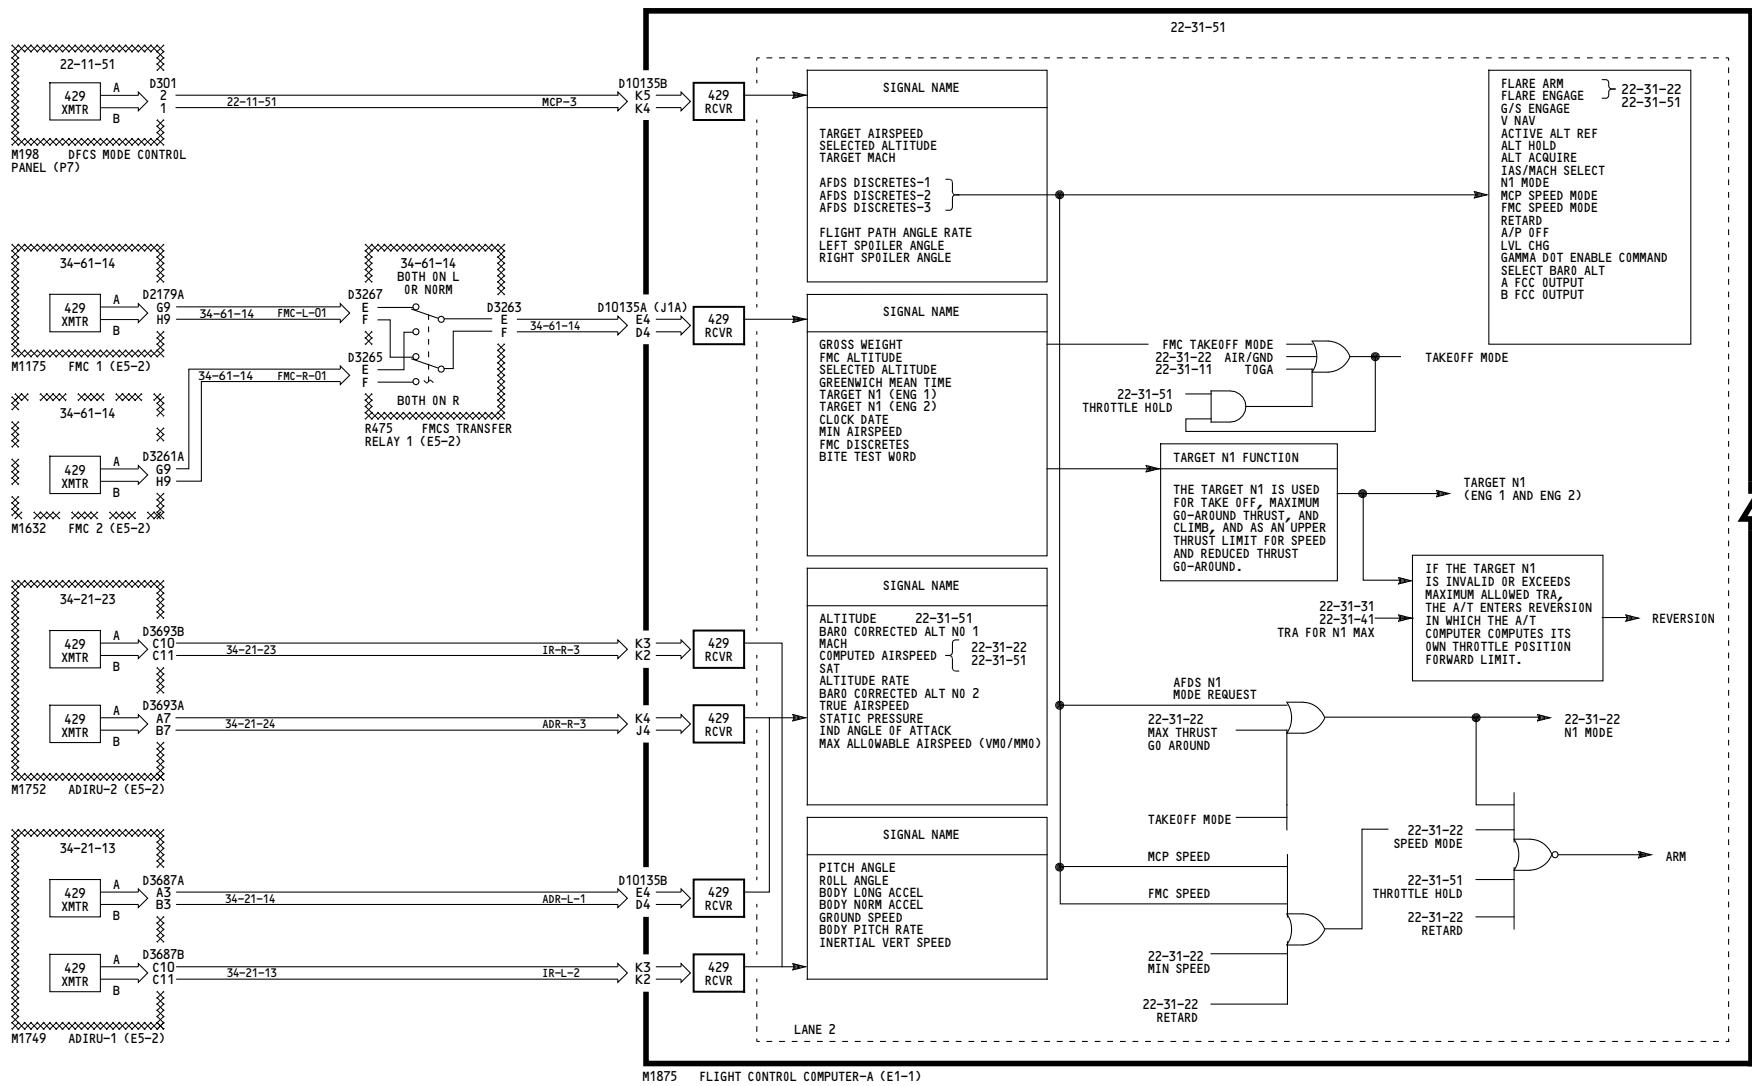 22-31-51
22-11-51
429
XMTR
A
B
D301
2
1
22-11-51
MCP-3
D10135B
K5
K4
429
RCVR
M198 DFCS MODE CONTROL
PANEL (P7)
34-61-14
429
XMTR
A
B
D2179A
G9
H9
34-61-14
FMC-L-01
M1175 FMC 1 (E5-2)
34-61-14
429
XMTR
A
B
D3261A
G9
H9
34-61-14
FMC-R-01
M1632 FMC 2 (E5-2)
34-61-14
BOTH ON L
OR NORM
D3267
E
F
D3265
E
F
BOTH ON R
D3263
E
F
R475 FMCS TRANSFER
RELAY 1 (E5-2)
34-61-14
D10135A (J1A)
E4
D4
429
RCVR
34-21-23
429
XMTR
A
B
D3693B
C10
C11
34-21-23
IR-R-3
K3
K2
429
RCVR
429
XMTR
A
B
D3693A
A7
B7
34-21-24
ADR-R-3
K4
J4
429
RCVR
M1752 ADIRU-2 (E5-2)
34-21-13
429
XMTR
A
B
D3687A
A3
B3
34-21-14
ADR-L-1
D10135B
E4
D4
429
RCVR
429
XMTR
A
B
D3687B
C10
C11
34-21-13
IR-L-2
K3
K2
429
RCVR
M1749 ADIRU-1 (E5-2)
SIGNAL NAME
TARGET AIRSPEED
SELECTED ALTITUDE
TARGET MACH
AFDS DISCRETES-1
AFDS DISCRETES-2
AFDS DISCRETES-3
FLIGHT PATH ANGLE RATE
LEFT SPOILER ANGLE
RIGHT SPOILER ANGLE
SIGNAL NAME
GROSS WEIGHT
FMC ALTITUDE
SELECTED ALTITUDE
GREENWICH MEAN TIME
TARGET N1 (ENG 1)
TARGET N1 (ENG 2)
CLOCK DATE
MIN AIRSPEED
FMC DISCRETES
BITE TEST WORD
SIGNAL NAME
ALTITUDE 22-31-51
BARO CORRECTED ALT NO 1
MACH
COMPUTED AIRSPEED
SAT
22-31-22
22-31-51
ALTITUDE RATE
BARO CORRECTED ALT NO 2
TRUE AIRSPEED
STATIC PRESSURE
IND ANGLE OF ATTACK
MAX ALLOWABLE AIRSPEED (VMO/MMO)
SIGNAL NAME
PITCH ANGLE
ROLL ANGLE
BODY LONG ACCEL
BODY NORM ACCEL
GROUND SPEED
BODY PITCH RATE
INERTIAL VERT SPEED
LANE 2
FLARE ARM
FLARE ENGAGE
22-31-22
22-31-51
G/S ENGAGE
V NAV
ACTIVE ALT REF
ALT HOLD
ALT ACQUIRE
IAS/MACH SELECT
N1 MODE
MCP SPEED MODE
FMC SPEED MODE
RETARD
A/P OFF
LVL CHG
GAMMA DOT ENABLE COMMAND
SELECT BARO ALT
A FCC OUTPUT
B FCC OUTPUT
FMC TAKEOFF MODE
22-31-22 AIR/GND
22-31-11 TOGA
22-31-51
THROTTLE HOLD
TAKEOFF MODE
TARGET N1 FUNCTION
THE TARGET N1 IS USED
FOR TAKE OFF, MAXIMUM
GO-AROUND THRUST, AND
CLIMB, AND AS AN UPPER
THRUST LIMIT FOR SPEED
AND REDUCED THRUST
GO-AROUND.
TARGET N1
(ENG 1 AND ENG 2)
22-31-31
22-31-41
TRA FOR N1 MAX
IF THE TARGET N1
IS INVALID OR EXCEEDS
MAXIMUM ALLOWED TRA,
THE A/T ENTERS REVERSION
IN WHICH THE A/T
COMPUTER COMPUTES ITS
OWN THROTTLE POSITION
FORWARD LIMIT.
REVERSION
AFDS N1
MODE REQUEST
22-31-22
MAX THRUST
GO AROUND
TAKEOFF MODE
22-31-22
N1 MODE
MCP SPEED
FMC SPEED
22-31-22
MIN SPEED
22-31-22
RETARD
22-31-22
SPEED MODE
22-31-51
THROTTLE HOLD
22-31-22
RETARD
ARM
M1875 FLIGHT CONTROL COMPUTER-A (E1-1)